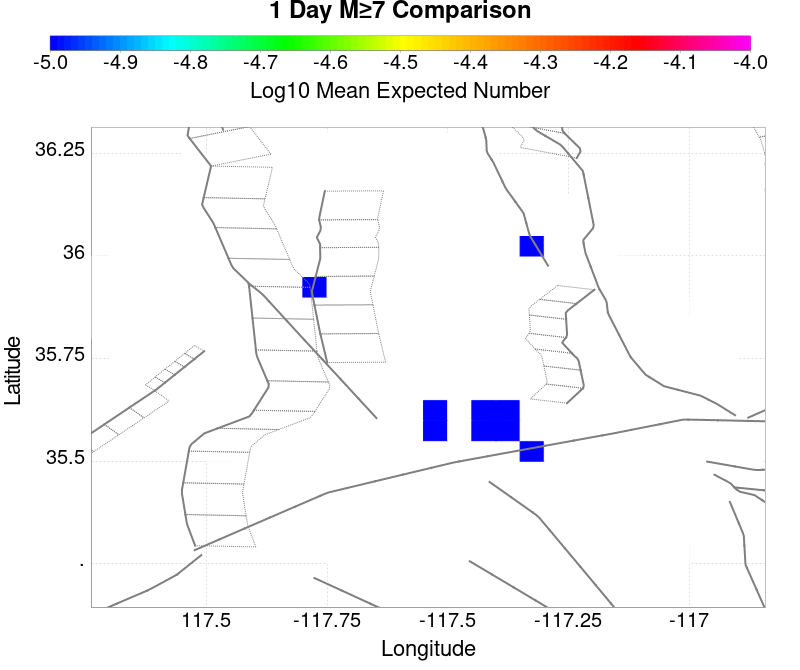 1 Day M≥7 Comparison
-5.0 -4.9 -4.8 -4.7 -4.6 -4.5 -4.4 -4.3 -4.2 -4.1 -4.0
Log10 Mean Expected Number
36.25
36
35.75
35.5
.
Latitude
117.5 -117.75 -117.5 -117.25 -117
Longitude